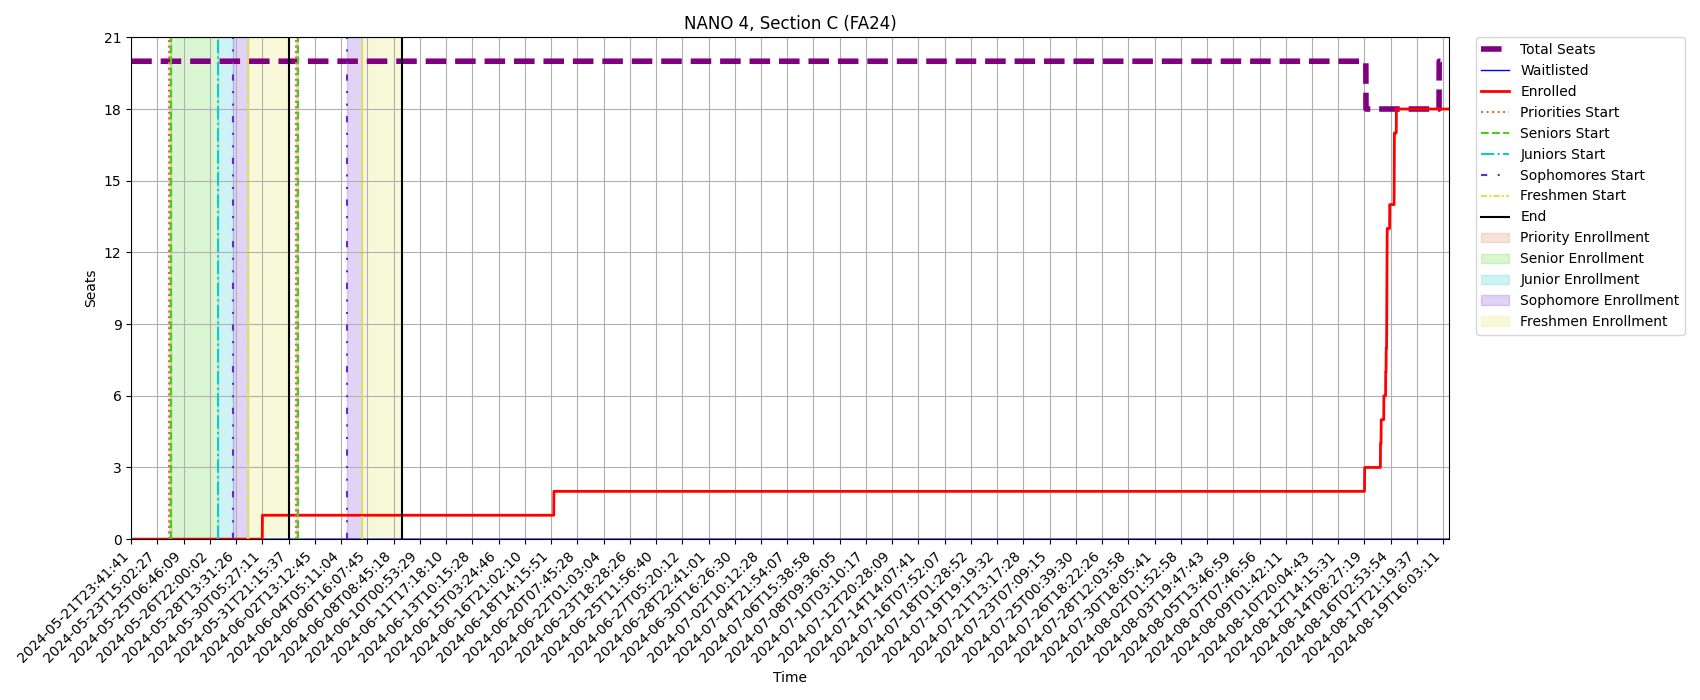 NANO 4, Section C (FA24)
21
18
15
12
9
6
3
0
Seats
2024-05-21T23:41:41
2024-05-23T15:02:27
2024-05-25T06:46:09
2024-05-26T22:00:02
2024-05-28T13:31:26
2024-05-30T05:27:11
2024-05-31T21:15:37
2024-06-02T13:12:45
2024-06-04T05:11:04
2024-06-06T16:07:45
2024-06-08T08:45:18
2024-06-10T00:53:29
2024-06-11T17:18:10
2024-06-13T10:15:28
2024-06-15T03:24:46
2024-06-16T21:02:10
2024-06-18T14:15:51
2024-06-20T07:45:28
2024-06-22T01:03:04
2024-06-23T18:28:26
2024-06-25T11:56:40
2024-06-27T05:20:12
2024-06-28T22:41:01
2024-06-30T16:26:30
2024-07-02T10:12:28
2024-07-04T21:54:07
2024-07-06T15:38:58
2024-07-08T09:36:05
2024-07-10T03:10:17
2024-07-12T20:28:09
2024-07-14T14:07:41
2024-07-16T07:52:07
2024-07-18T01:28:52
2024-07-19T19:19:32
2024-07-21T13:17:28
2024-07-23T07:09:15
2024-07-25T00:39:30
2024-07-26T18:22:26
2024-07-28T12:03:58
2024-07-30T18:05:41
2024-08-02T01:52:58
2024-08-03T19:47:43
2024-08-05T13:46:59
2024-08-07T07:46:56
2024-08-09T01:42:11
2024-08-10T20:04:43
2024-08-12T14:15:31
2024-08-14T08:27:19
2024-08-16T02:53:54
2024-08-17T21:19:37
2024-08-19T16:03:11
Time
Total Seats
Waitlisted
Enrolled
Priorities Start
Seniors Start
Juniors Start
Sophomores Start
Freshmen Start
End
Priority Enrollment
Senior Enrollment
Junior Enrollment
Sophomore Enrollment
Freshmen Enrollment